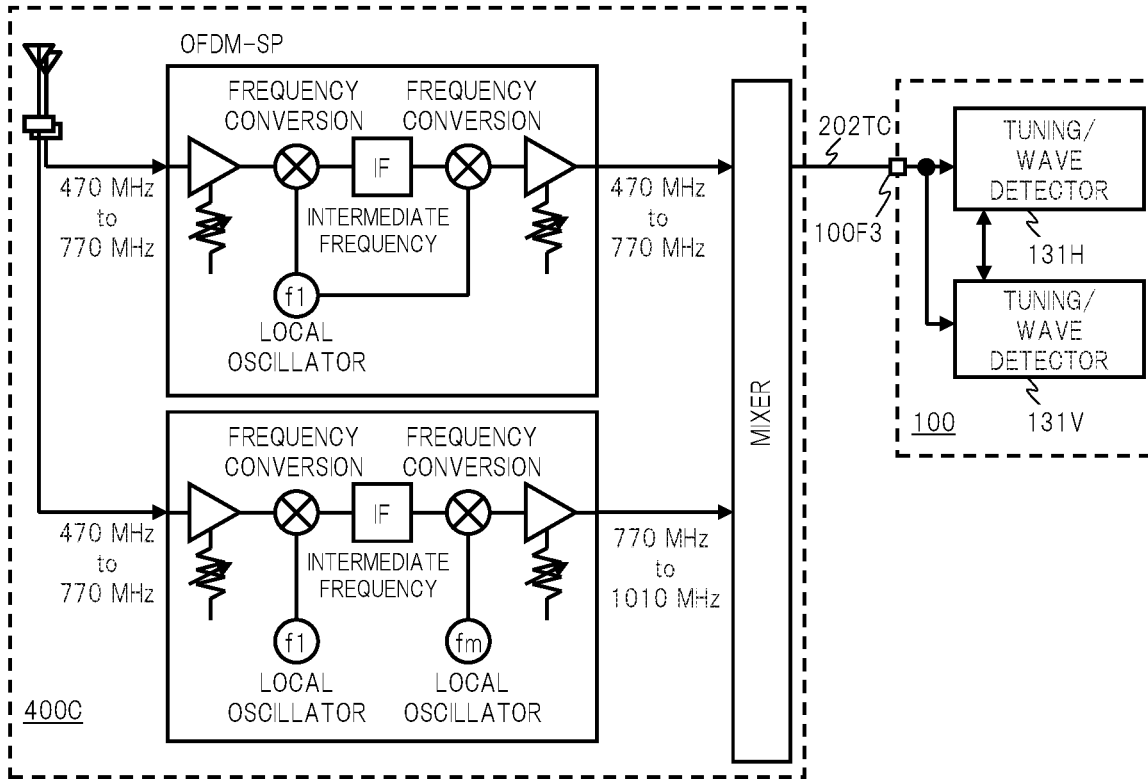 OFDM-SP
FREQUENCY
CONVERSION
FREQUENCY
CONVERSION
IF
INTERMEDIATE
FREQUENCY
470 MHz
to
770 MHz
f1
LOCAL
OSCILLATOR
470 MHz
to
770 MHz
FREQUENCY
CONVERSION
FREQUENCY
CONVERSION
IF
INTERMEDIATE
FREQUENCY
470 MHz
to
770 MHz
f1
LOCAL
OSCILLATOR
fm
LOCAL
OSCILLATOR
770 MHz
to
1010 MHz
400C
MIXER
202TC
100F3
TUNING/
WAVE
DETECTOR
131H
TUNING/
WAVE
DETECTOR
131V
100